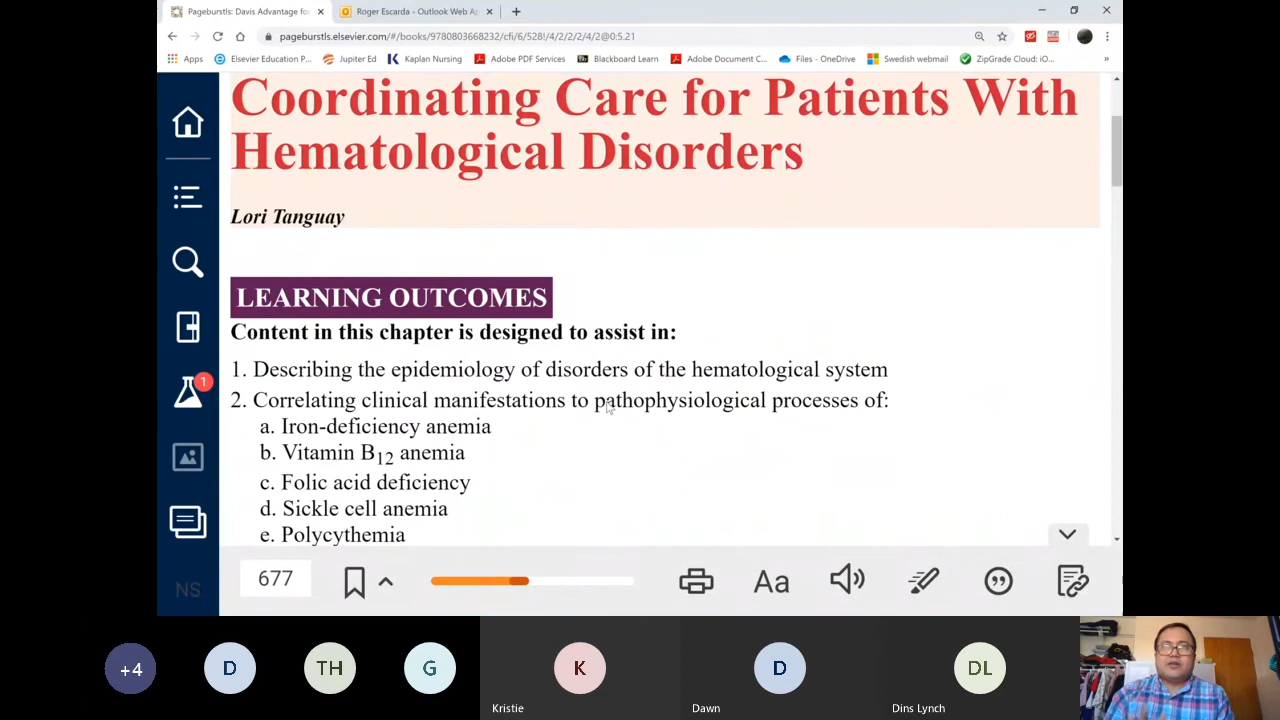 Pageburstls: Davis Advantage fo
Roger Escarda - Outlook Web Ap
pageburstls.elsevier.com/#/books/9780803668232/cfi/6/528!/4/2/2/2/4/2@0:5.21
Apps
Elsevier Education P...
Jupiter Ed
Kaplan Nursing
Adobe PDF Services
Blackboard Learn
Adobe Document C...
Files - OneDrive
Swedish webmail
ZipGrade Cloud: iO...
Coordinating Care for Patients With
Hematological Disorders
Lori Tanguay
LEARNING OUTCOMES
Content in this chapter is designed to assist in:
1. Describing the epidemiology of disorders of the hematological system
2. Correlating clinical manifestations to pathophysiological processes of:
a. Iron-deficiency anemia
b. Vitamin B12 anemia
c. Folic acid deficiency
d. Sickle cell anemia
e. Polycythemia
1
NS
677
Aa
+4
D
TH
G
K
D
DL
Kristie
Dawn
Dins Lynch